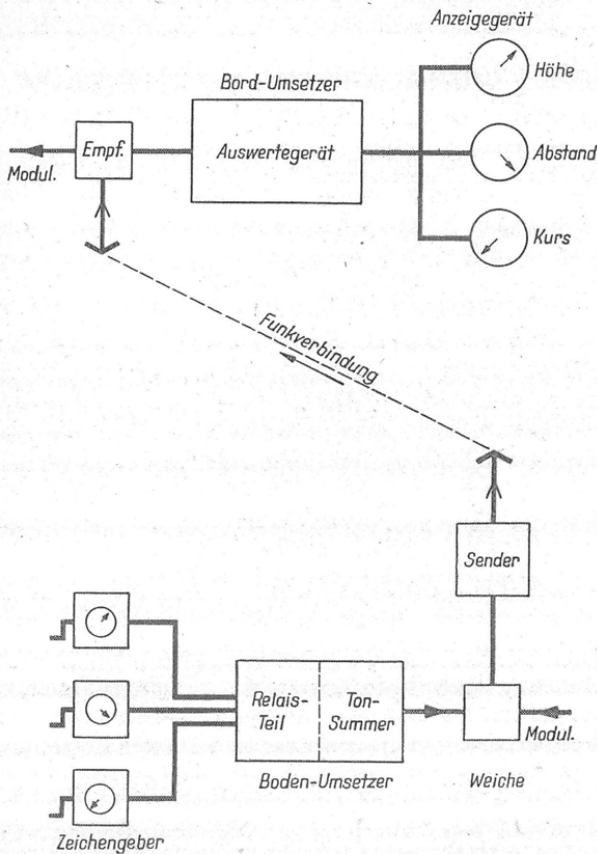 Anzeigegerät
Höhe
Bord-Umsetzer
Empf.
Auswertegerät
Abstand
Modul.
Kurs
Funkverbindung
Sender
Relais-
Teil
Ton-
Summer
Modul.
Boden-Umsetzer
Weiche
Zeichengeber